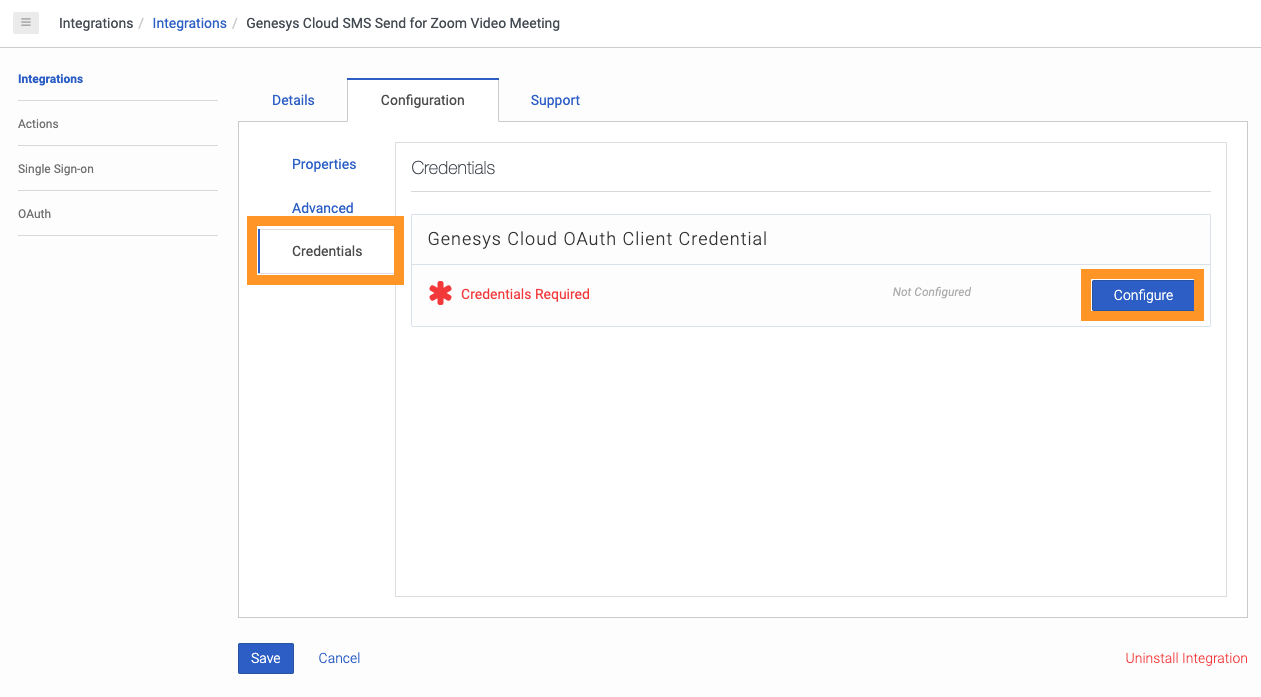 Integrations / Integrations / Genesys Cloud SMS Send for Zoom Video Meeting
Integrations
Actions
Single Sign-on
OAuth
Details
Configuration
Support
Properties
Advanced
Credentials
Credentials
Genesys Cloud OAuth Client Credential
Credentials Required
Not Configured
Configure
Save
Cancel
Uninstall Integration